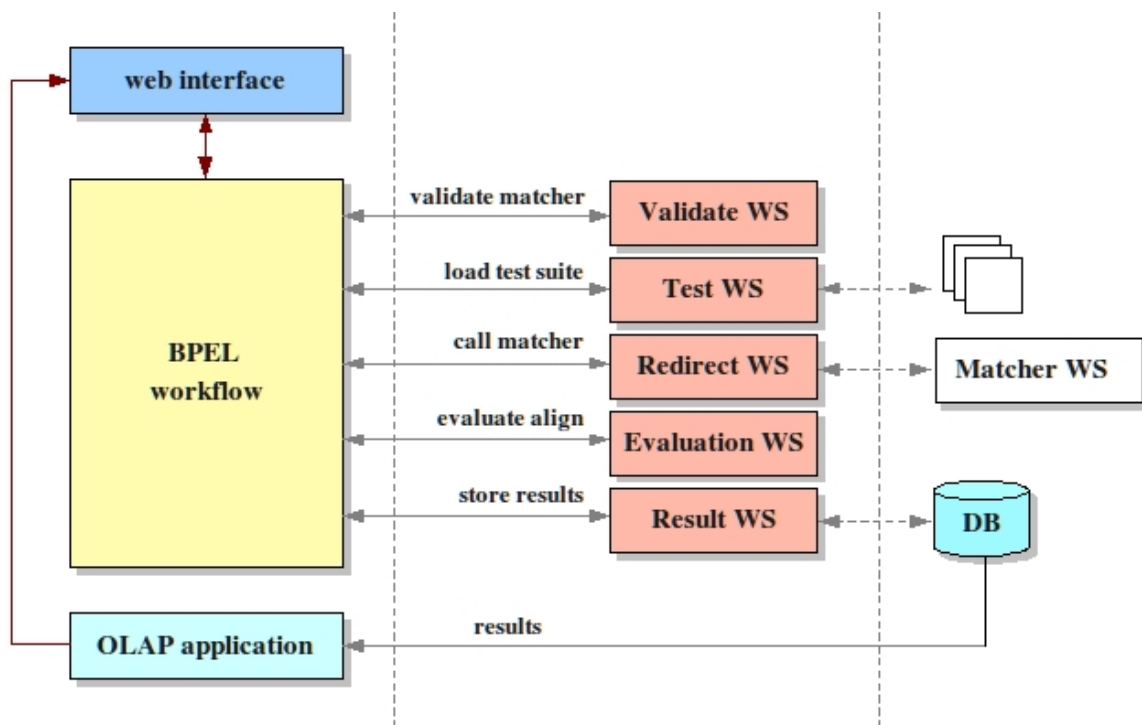 web interface
validate matcher
Validate WS
load test suite
Test WS
BPEL
workflow
call matcher
Redirect WS
Matcher WS
evaluate align
Evaluation WS
store results
Result WS
DB
OLAP application
results